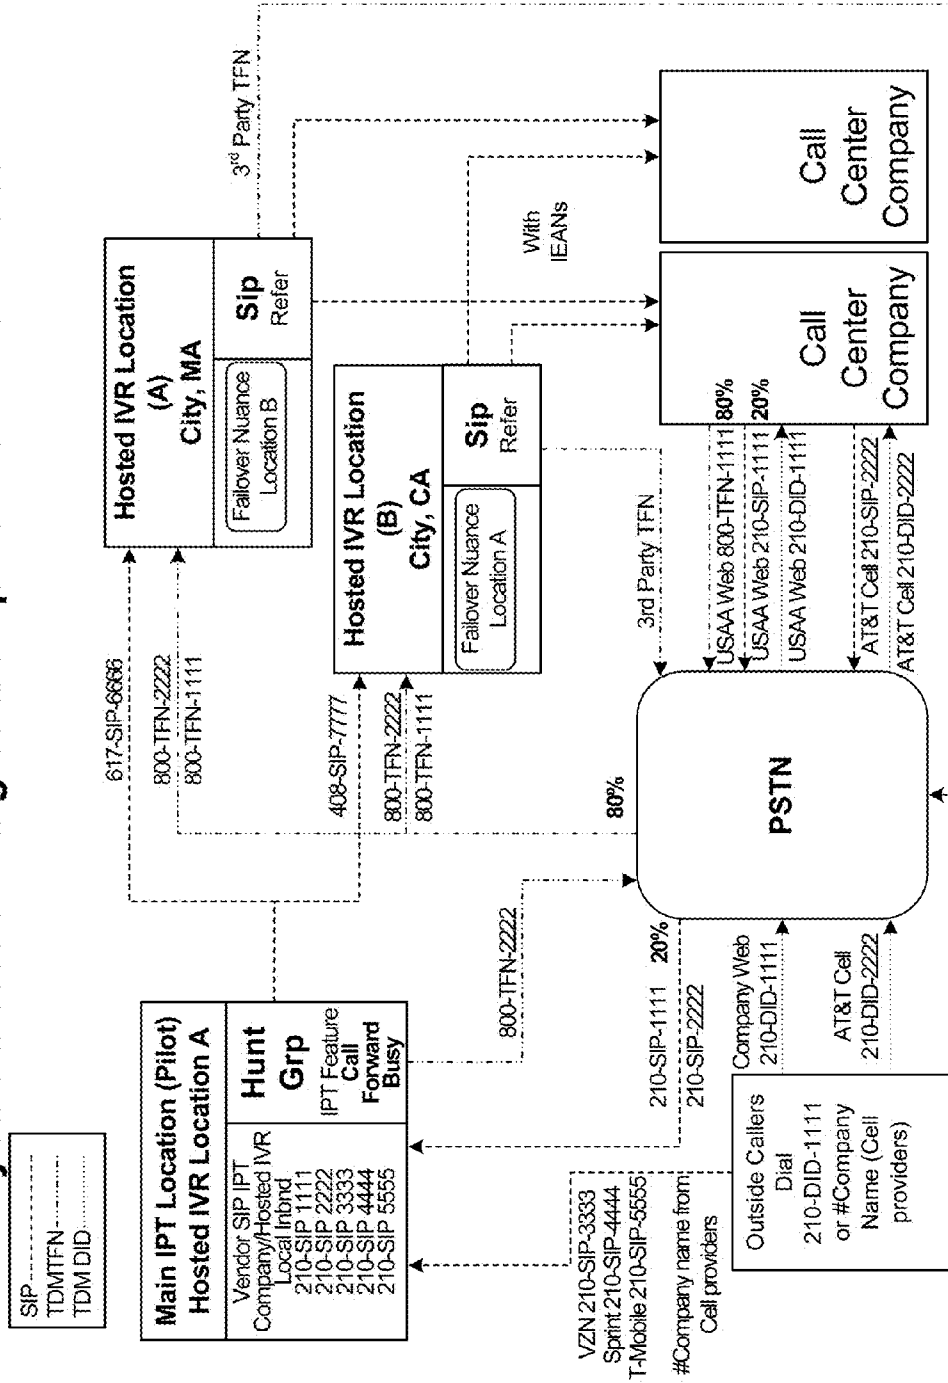 SIP
TDMTFN
TDM DID
Main IPT Location (Pilot)
Hosted IVR Location A
Vendor SIP IPT
Company/Hosted IVR
Local Inbnd
210-SIP 1111
210-SIP 2222
210-SIP 3333
210-SIP 4444
210-SIP 5555
Hunt
Grp
IPT Feature
Call
Forward
Busy
617-SIP-6666
800-TFN-2222
800-TFN-1111
Hosted IVR Location
(A)
City, MA
Failover Nuance
Location B
Sip
Refer
3rd Party TFN
408-SIP-7777
800-TFN-2222
800-TFN-1111
Hosted IVR Location
(B)
City, CA
Failover Nuance
Location A
Sip
Refer
With
IEANs
800-TFN-2222
80%
3rd Party TFN
20%
210-SIP-1111
210-SIP-2222
PSTN
USAA Web 800-TFN-1111 80%
USAA Web 210-SIP-1111 20%
USAA Web 210-DID-1111
AT&T Cell 210-SIP-2222
AT&T Cell 210-DID-2222
Call
Center
Company
Call
Center
Company
VZN 210-SIP-3333
Sprint 210-SIP-4444
T-Mobile 210-SIP-5555
#Company name from
Cell providers
Outside Callers
Dial
210-DID-1111
or #Company
Name (Cell
providers)
Company Web
210-DID-1111
AT&T Cell
210-DID-2222